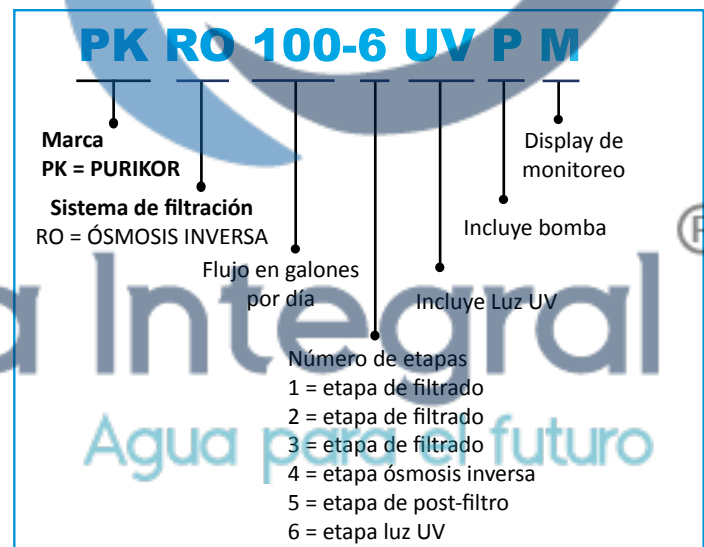 PK RO 100-6 UV P M
Marca
PK = PURIKOR
Display de
monitoreo
Sistema de filtración
RO = ÓSMOSIS INVERSA
Incluye bomba
Flujo en galones
por día
Incluye Luz UV
Número de etapas
1 = etapa de filtrado
2 = etapa de filtrado
3 = etapa de filtrado
4 = etapa ósmosis inversa
5 = etapa de post-filtro
6 = etapa luz UV
a Integral
®
Agua para el futuro